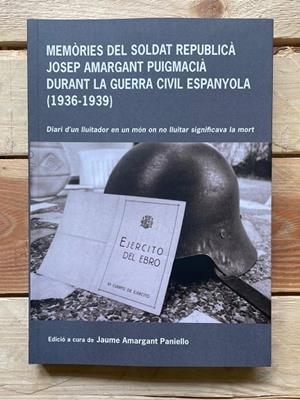 MEMÒRIES DEL SOLDAT REPUBLICÀ
JOSEP AMARGANT PUIGMACIÀ
DURANT LA GUERRA CIVIL ESPANYOLA
(1936-1939)
Diari d'un lluitador en un món on no lluitar significava la mort
EJERCITO
DEL EBRO
Edició a cura de Jaume Amargant Paniello